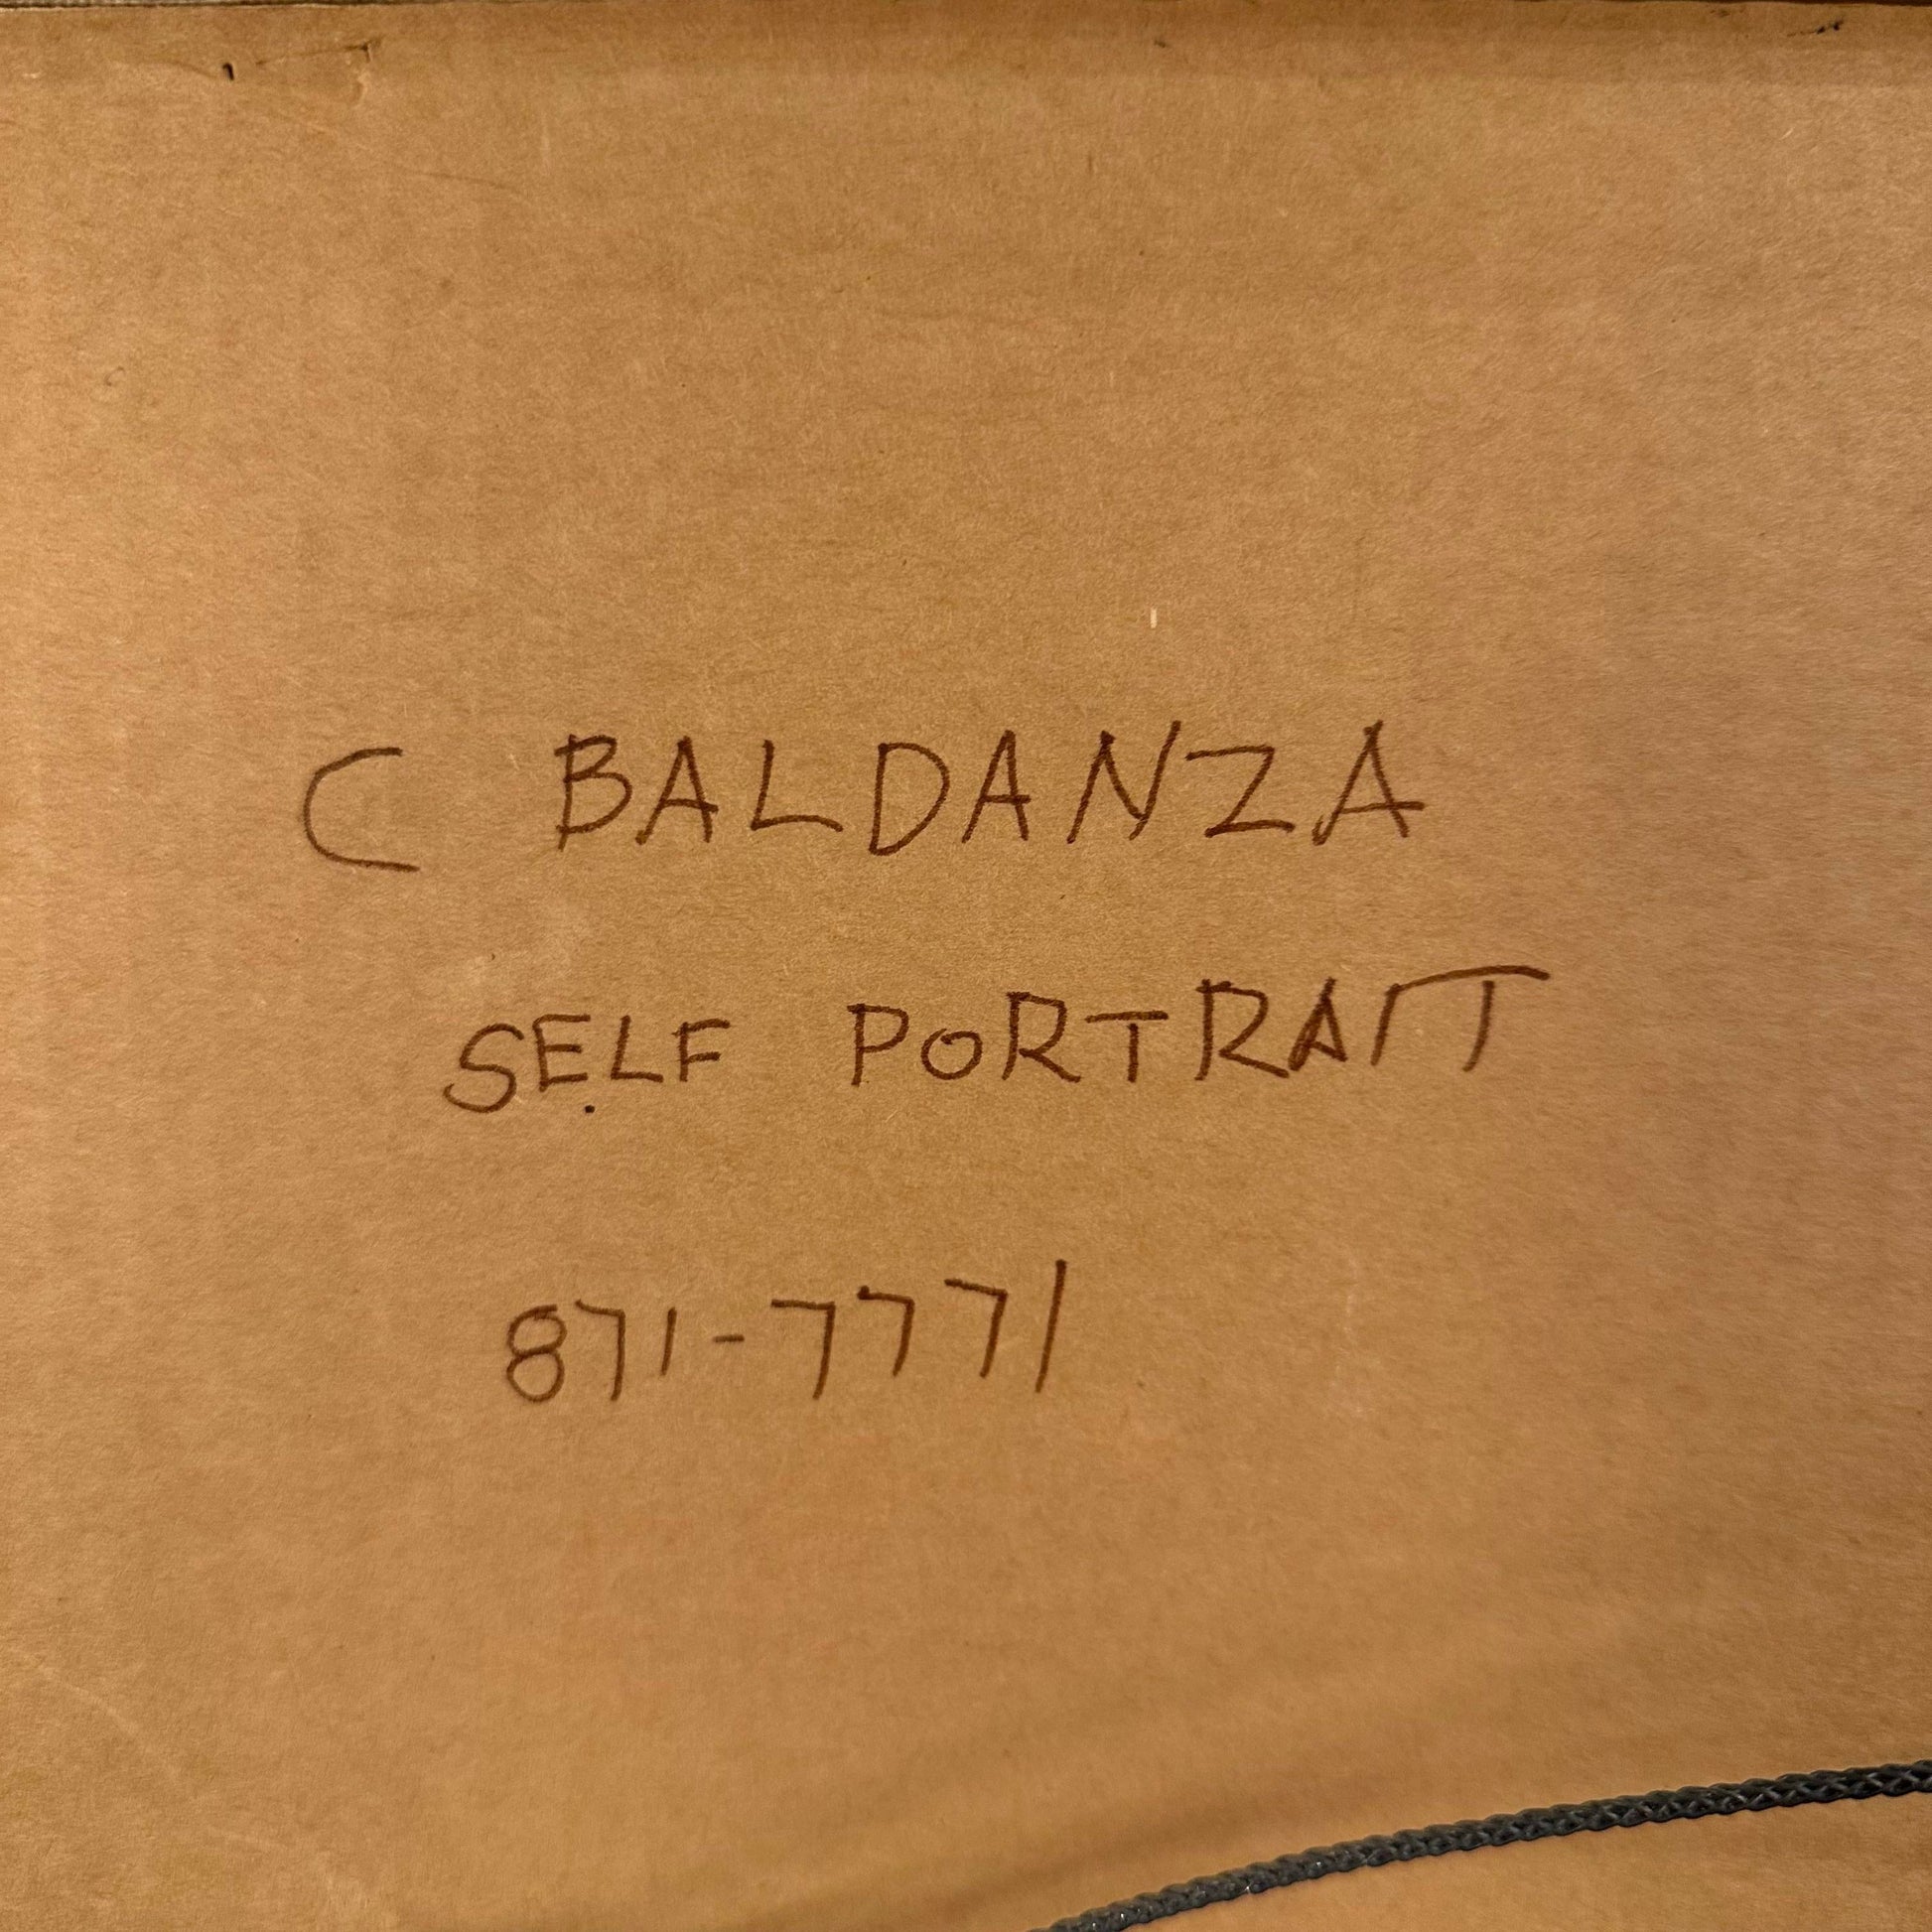 C BALDANZA
SELF PORTRAIT
871-7771